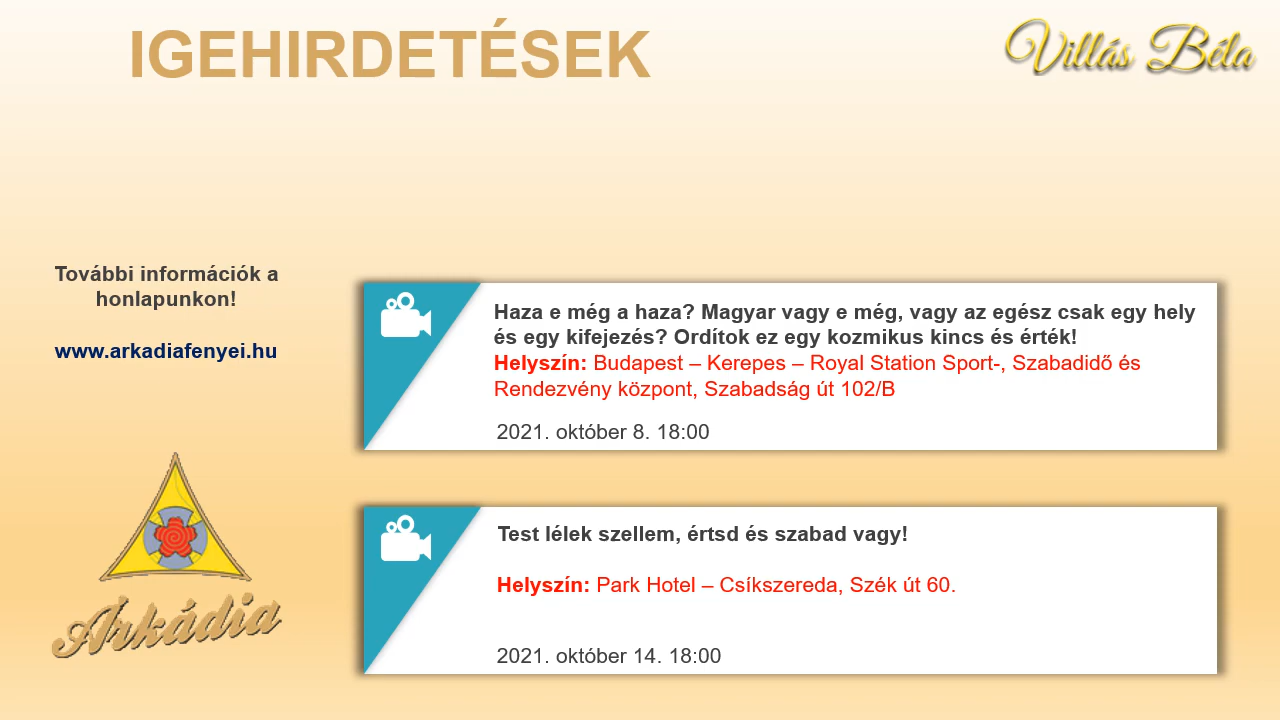 IGEHIRDETÉSEK
Villás Béla
További információk a
honlapunkon!
www.arkadiafenyei.hu
Árkádia
Haza e még a haza? Magyar vagy e még, vagy az egész csak egy hely
és egy kifejezés? Ordítok ez egy kozmikus kincs és érték!
Helyszín: Budapest – Kerepes – Royal Station Sport-, Szabadidő és
Rendezvény központ, Szabadság út 102/B
2021. október 8. 18:00
Test lélek szellem, értsd és szabad vagy!
Helyszín: Park Hotel – Csíkszereda, Szék út 60.
2021. október 14. 18:00